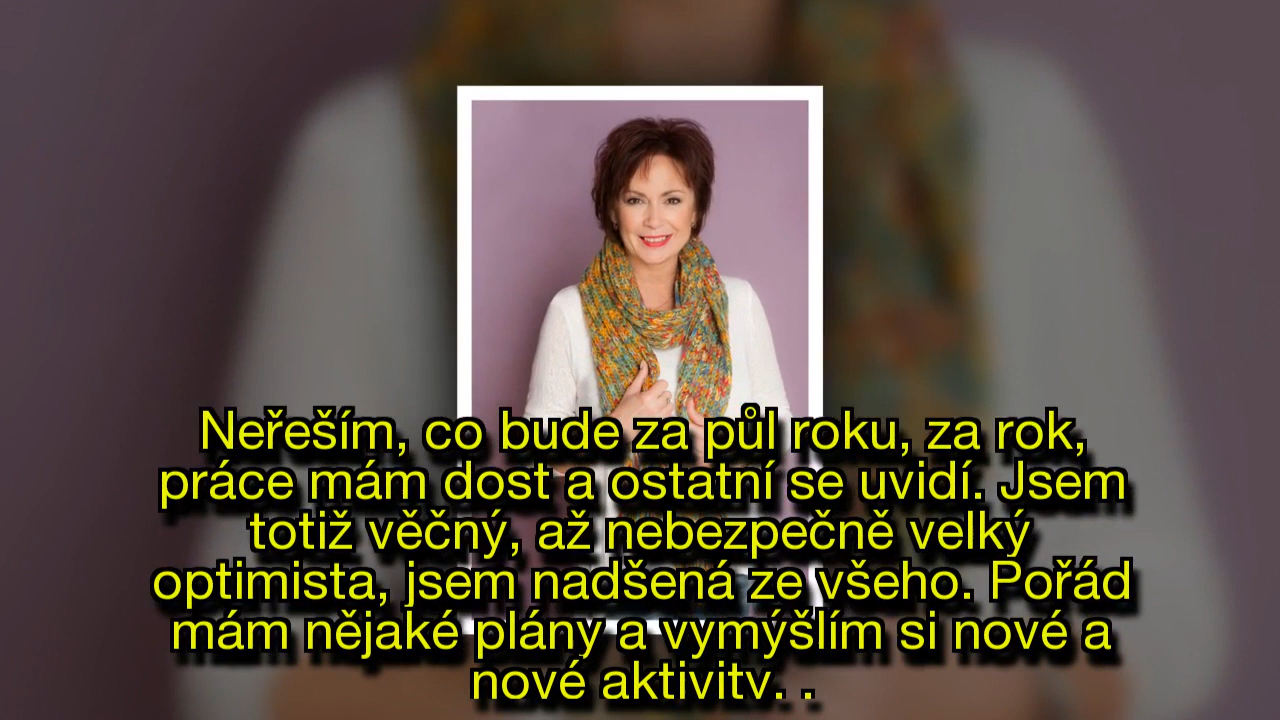 Neřeším, co bude za půl roku, za rok,
práce mám dost a ostatní se uvidí. Jsem
totiž věčný, až nebezpečně velký
optimista, jsem nadšená ze všeho. Pořád
mám nějaké plány a vymýšlím si nové a
nové aktivity. .